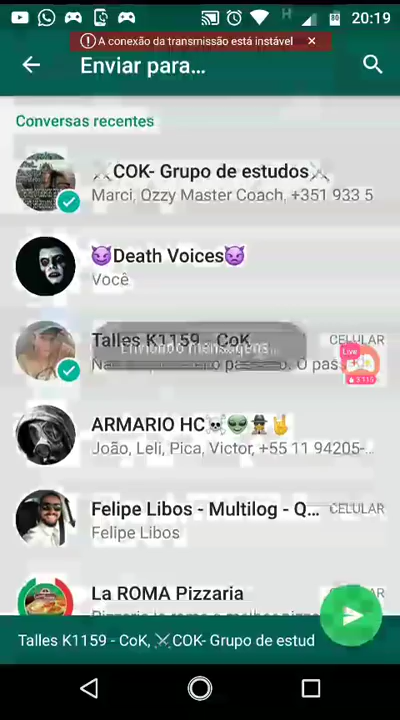 20:19
A conexão da transmissão está instável ✕
Enviar para...
Conversas recentes
⚔COK- Grupo de estudos⚔
Marci, Ozzy Master Coach, +351 933 5
😈Death Voices👿
Você
Talles K1159 - CoK
CELULAR
Enviando mensagens...
Live
ARMARIO HC☠👽🕵🤘
João, Leli, Pica, Victor, +55 11 94205-...
Felipe Libos - Multilog - Q...
CELULAR
Felipe Libos
La ROMA Pizzaria
Talles K1159 - CoK, ⚔COK- Grupo de estud